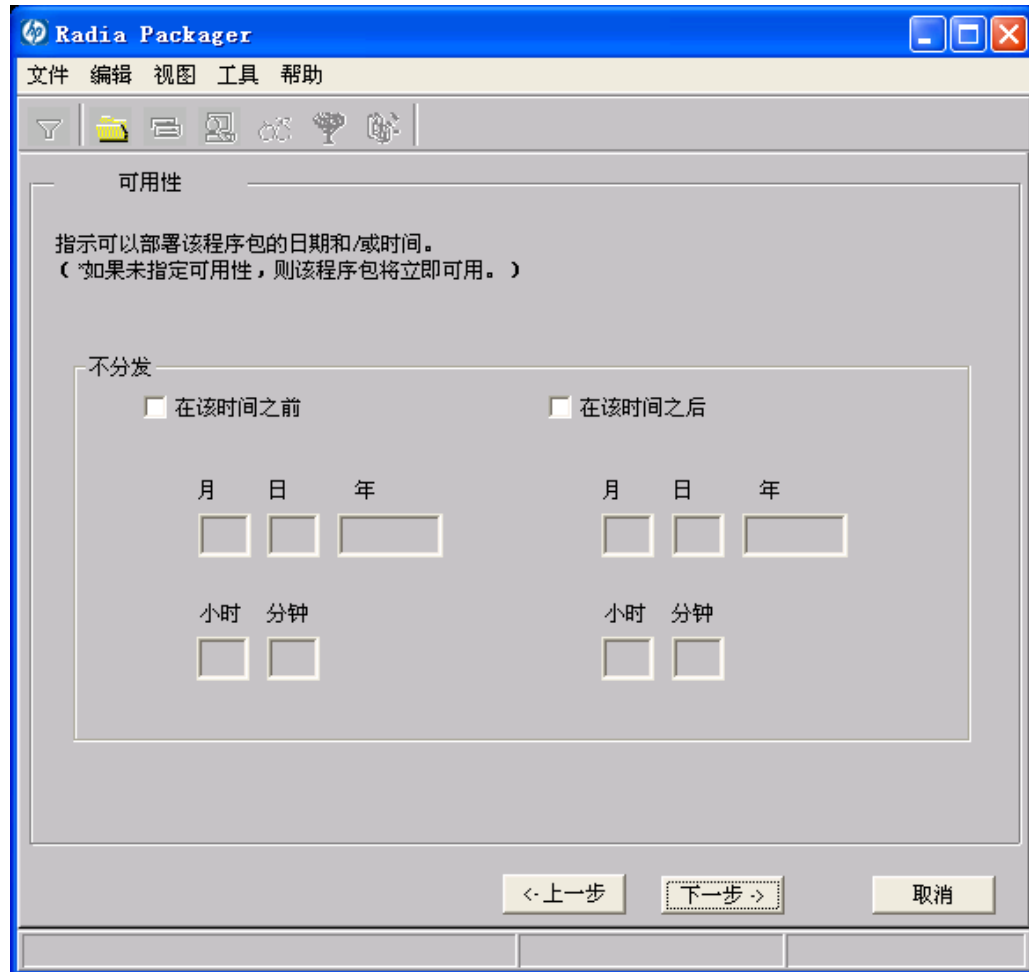 Radia Packager
文件 编辑 视图 工具 帮助
可用性
指示可以部署该程序包的日期和/或时间。
( *如果未指定可用性，则该程序包将立即可用。)
不分发
在该时间之前 在该时间之后
月 日 年 月 日 年
小时 分钟 小时 分钟
<-上一步 下一步-> 取消